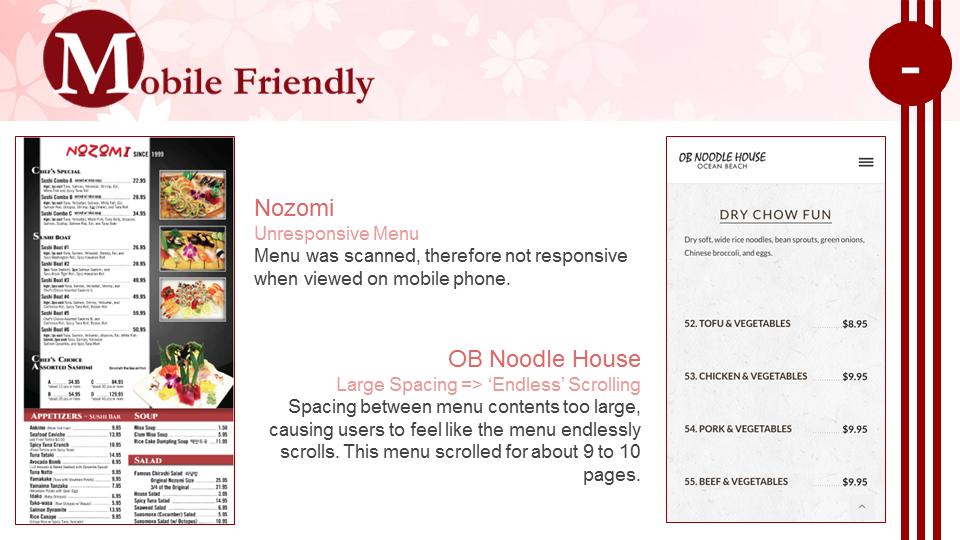 Mobile Friendly
-
NOZOMI SINCE 1999
CHEF'S SPECIAL
Sushi Combo A 22.95
Sushi Combo B 28.95
Sushi Combo C 34.95
SUSHI BOAT
Sushi Boat #1 26.95
Sushi Boat #2 28.95
Sushi Boat #3 49.95
Sushi Boat #4 49.95
Sushi Boat #5 59.95
Sushi Boat #6 50.95
CHEF'S CHOICE
ASSORTED SASHIMI
A 34.95 C 84.95
B 54.95 D 129.95
APPETIZERS - SUSHI BAR
Ankimo 9.95
Seafood Ceviche 13.95
Spicy Tuna Crunch 10.95
Tuna Tataki 14.95
Avocado Bomb 8.95
Tuna Natto 9.95
Yamakake 9.95
Yamaimo Tanzaku 7.95
Idako 6.95
Tako-wasa 5.95
Salmon Dynamite 13.95
Rice Canape 9.95
SOUP
Miso Soup 1.50
Clam Miso Soup 5.95
Rice Cake Dumpling Soup 11.95
SALAD
Famous Chirashi Salad
Original Nozomi Size 25.95
3/4 of the Original 21.95
House Salad 3.95
Spicy Tuna Salad 14.95
Seaweed Salad 6.95
Sunomono (Cucumber) Salad 5.95
Sunomono Salad (w/ Octopus) 10.95
Nozomi
Unresponsive Menu
Menu was scanned, therefore not responsive
when viewed on mobile phone.
OB Noodle House
Large Spacing => ‘Endless’ Scrolling
Spacing between menu contents too large,
causing users to feel like the menu endlessly
scrolls. This menu scrolled for about 9 to 10
pages.
OB NOODLE HOUSE
OCEAN BEACH
DRY CHOW FUN
Dry soft, wide rice noodles, bean sprouts, green onions,
Chinese broccoli, and eggs.
52. TOFU & VEGETABLES $8.95
53. CHICKEN & VEGETABLES $9.95
54. PORK & VEGETABLES $9.95
55. BEEF & VEGETABLES $9.95